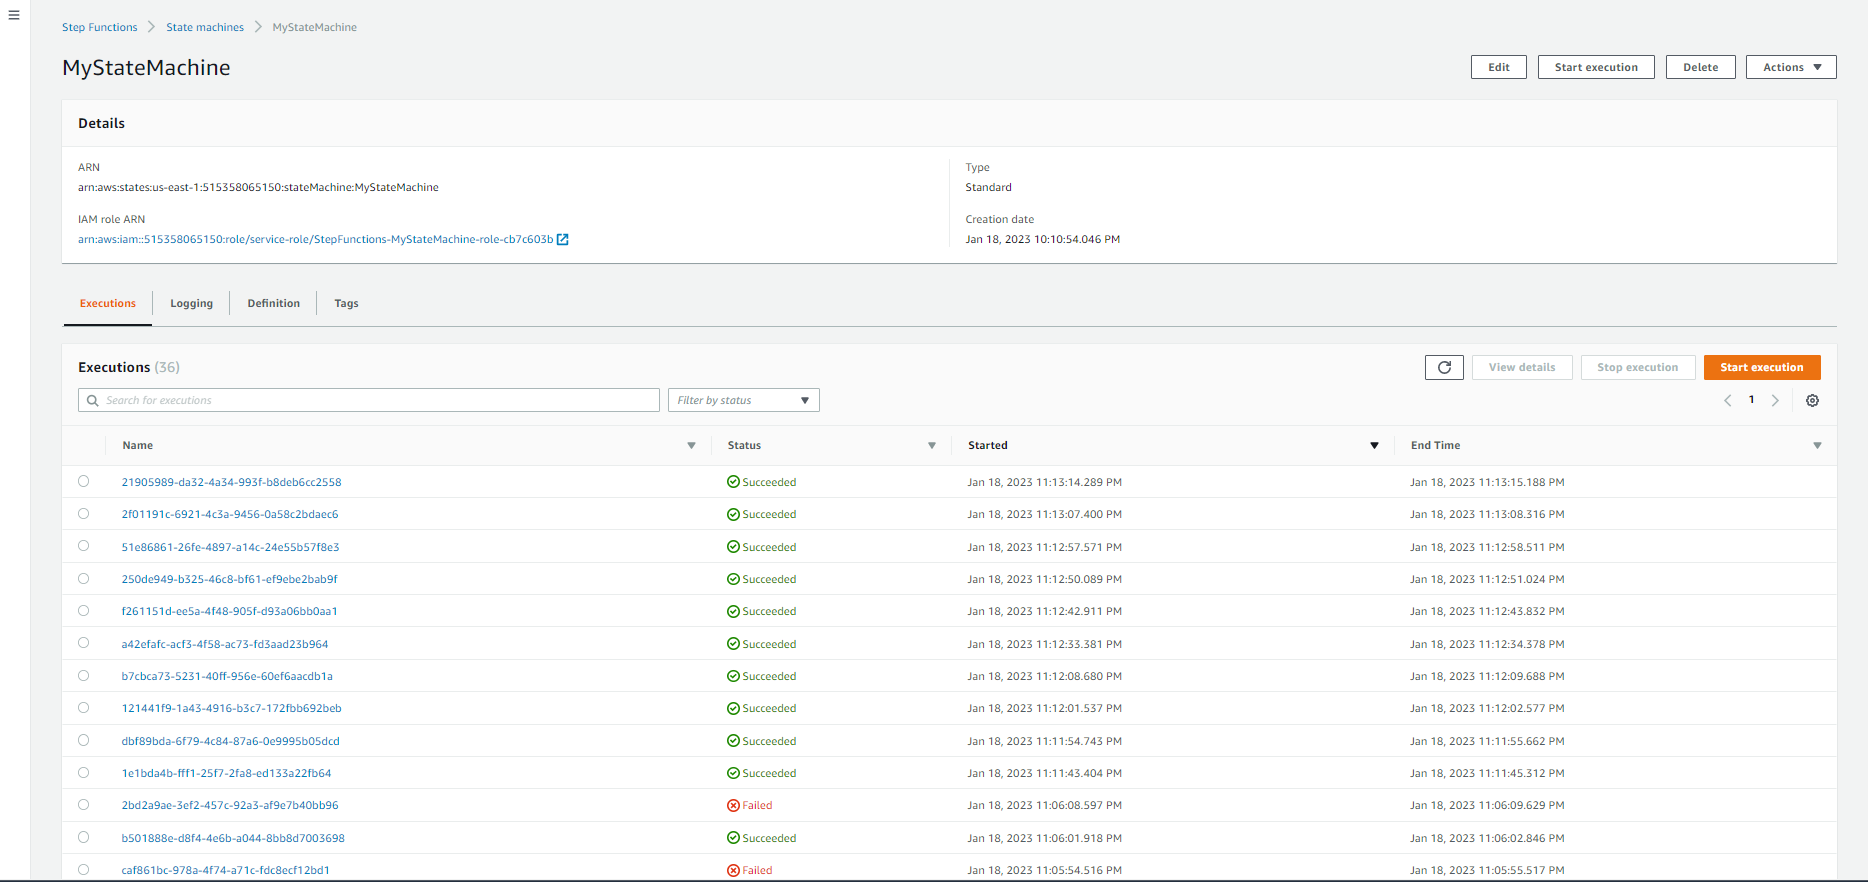 Step Functions > State machines > MyStateMachine
MyStateMachine
Edit Start execution Delete Actions
Details
ARN
arn:aws:states:us-east-1:515358065150:stateMachine:MyStateMachine
Type
Standard
IAM role ARN
arn:aws:iam::515358065150:role/service-role/StepFunctions-MyStateMachine-role-cb7c603b
Creation date
Jan 18, 2023 10:10:54.046 PM
Executions Logging Definition Tags
Executions (36)
View details Stop execution Start execution
Search for executions Filter by status 1
Name Status Started End Time
21905989-da32-4a34-993f-b8deb6cc2558 Succeeded Jan 18, 2023 11:13:14.289 PM Jan 18, 2023 11:13:15.188 PM
2f01191c-6921-4c3a-9456-0a58c2bdaec6 Succeeded Jan 18, 2023 11:13:07.400 PM Jan 18, 2023 11:13:08.316 PM
51e86861-26fe-4897-a14c-24e55b57f8e3 Succeeded Jan 18, 2023 11:12:57.571 PM Jan 18, 2023 11:12:58.511 PM
250de949-b325-46c8-bf61-ef9ebe2bab9f Succeeded Jan 18, 2023 11:12:50.089 PM Jan 18, 2023 11:12:51.024 PM
f261151d-ee5a-4f48-905f-d93a06bb0aa1 Succeeded Jan 18, 2023 11:12:42.911 PM Jan 18, 2023 11:12:43.832 PM
a42efafc-acf3-4f58-ac73-fd3aad23b964 Succeeded Jan 18, 2023 11:12:33.381 PM Jan 18, 2023 11:12:34.378 PM
b7cbca73-5231-40ff-956e-60ef6aacdb1a Succeeded Jan 18, 2023 11:12:08.680 PM Jan 18, 2023 11:12:09.688 PM
121441f9-1a43-4916-b3c7-172fbb692beb Succeeded Jan 18, 2023 11:12:01.537 PM Jan 18, 2023 11:12:02.577 PM
dbf89bda-6f79-4c84-87a6-0e9995b05dcd Succeeded Jan 18, 2023 11:11:54.743 PM Jan 18, 2023 11:11:55.662 PM
1e1bda4b-fff1-25f7-2fa8-ed133a22fb64 Succeeded Jan 18, 2023 11:11:43.404 PM Jan 18, 2023 11:11:45.312 PM
2bd2a9ae-3ef2-457c-92a3-af9e7b40bb96 Failed Jan 18, 2023 11:06:08.597 PM Jan 18, 2023 11:06:09.629 PM
b501888e-d8f4-4e6b-a044-8bb8d7003698 Succeeded Jan 18, 2023 11:06:01.918 PM Jan 18, 2023 11:06:02.846 PM
caf861bc-978a-4f74-a71c-fdc8ecf12bd1 Failed Jan 18, 2023 11:05:54.516 PM Jan 18, 2023 11:05:55.517 PM